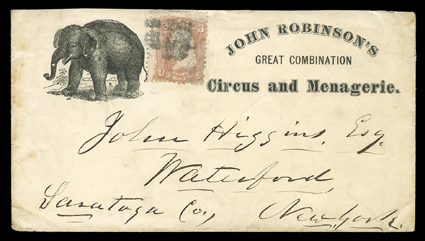 JOHN ROBINSON'S
GREAT COMBINATION
Circus and Menagerie.
John Higgins, Esq.
Waterford,
Saratoga Co, New York.